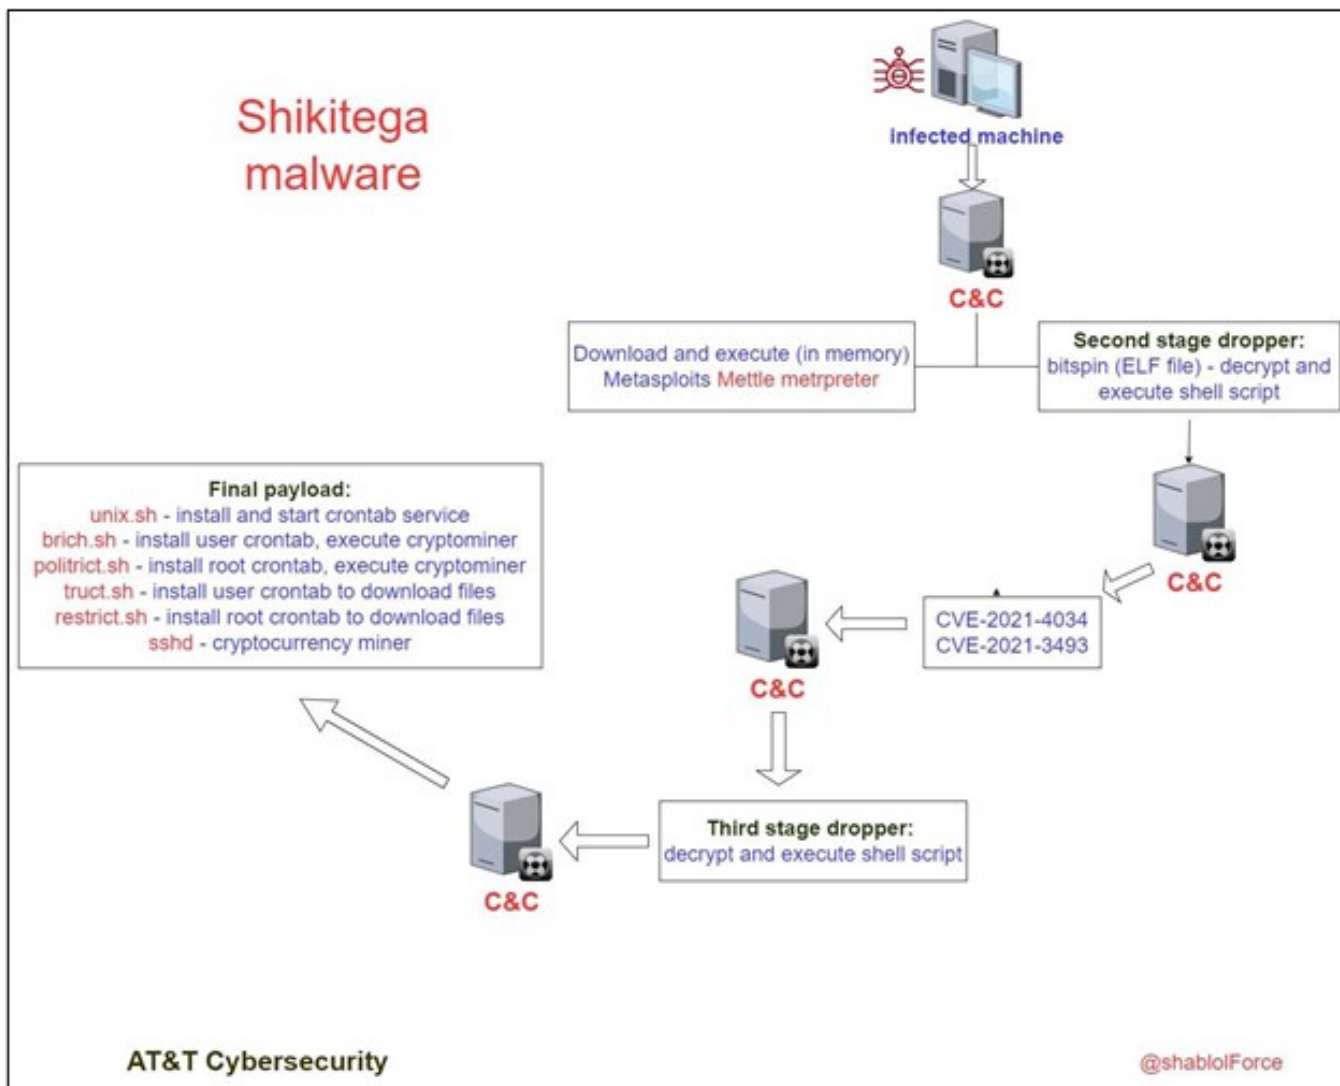 Shikitega
malware
infected machine
C&C
Download and execute (in memory)
Metasploits Mettle metrpreter
Second stage dropper:
bitspin (ELF file) - decrypt and
execute shell script
C&C
CVE-2021-4034
CVE-2021-3493
C&C
Third stage dropper:
decrypt and execute shell script
C&C
Final payload:
unix.sh - install and start crontab service
brich.sh - install user crontab, execute cryptominer
politrict.sh - install root crontab, execute cryptominer
truct.sh - install user crontab to download files
restrict.sh - install root crontab to download files
sshd - cryptocurrency miner
AT&T Cybersecurity
@shablolForce